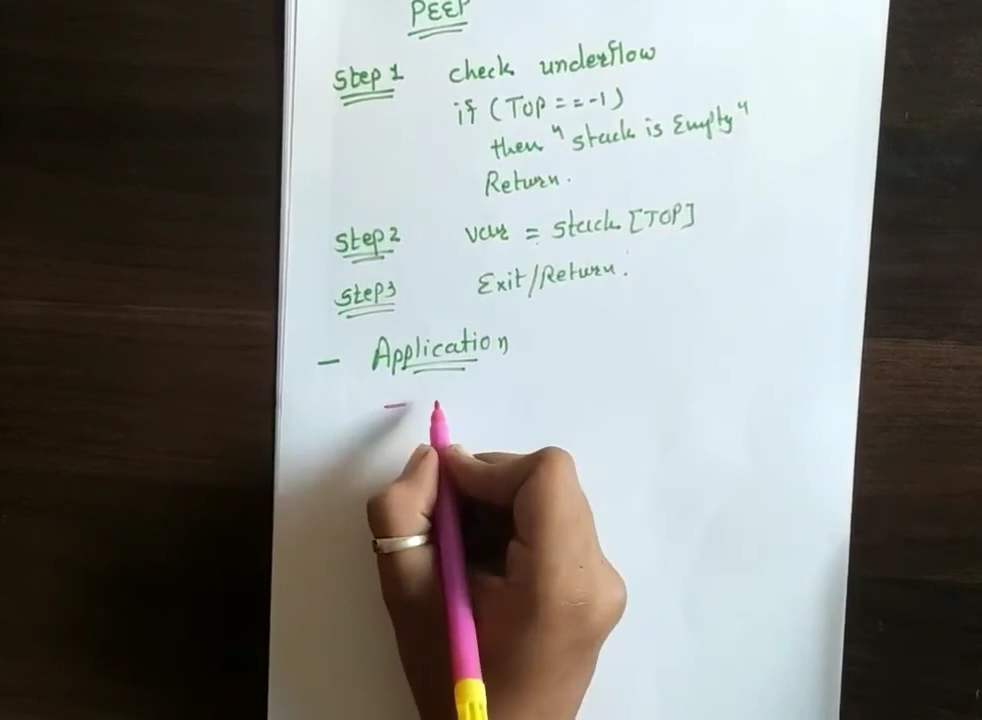 PEEP
Step 1 check underflow
if (TOP == -1)
then "stack is Empty"
Return.
Step 2 var = stack [TOP]
Step 3 Exit/Return.
- Application
-